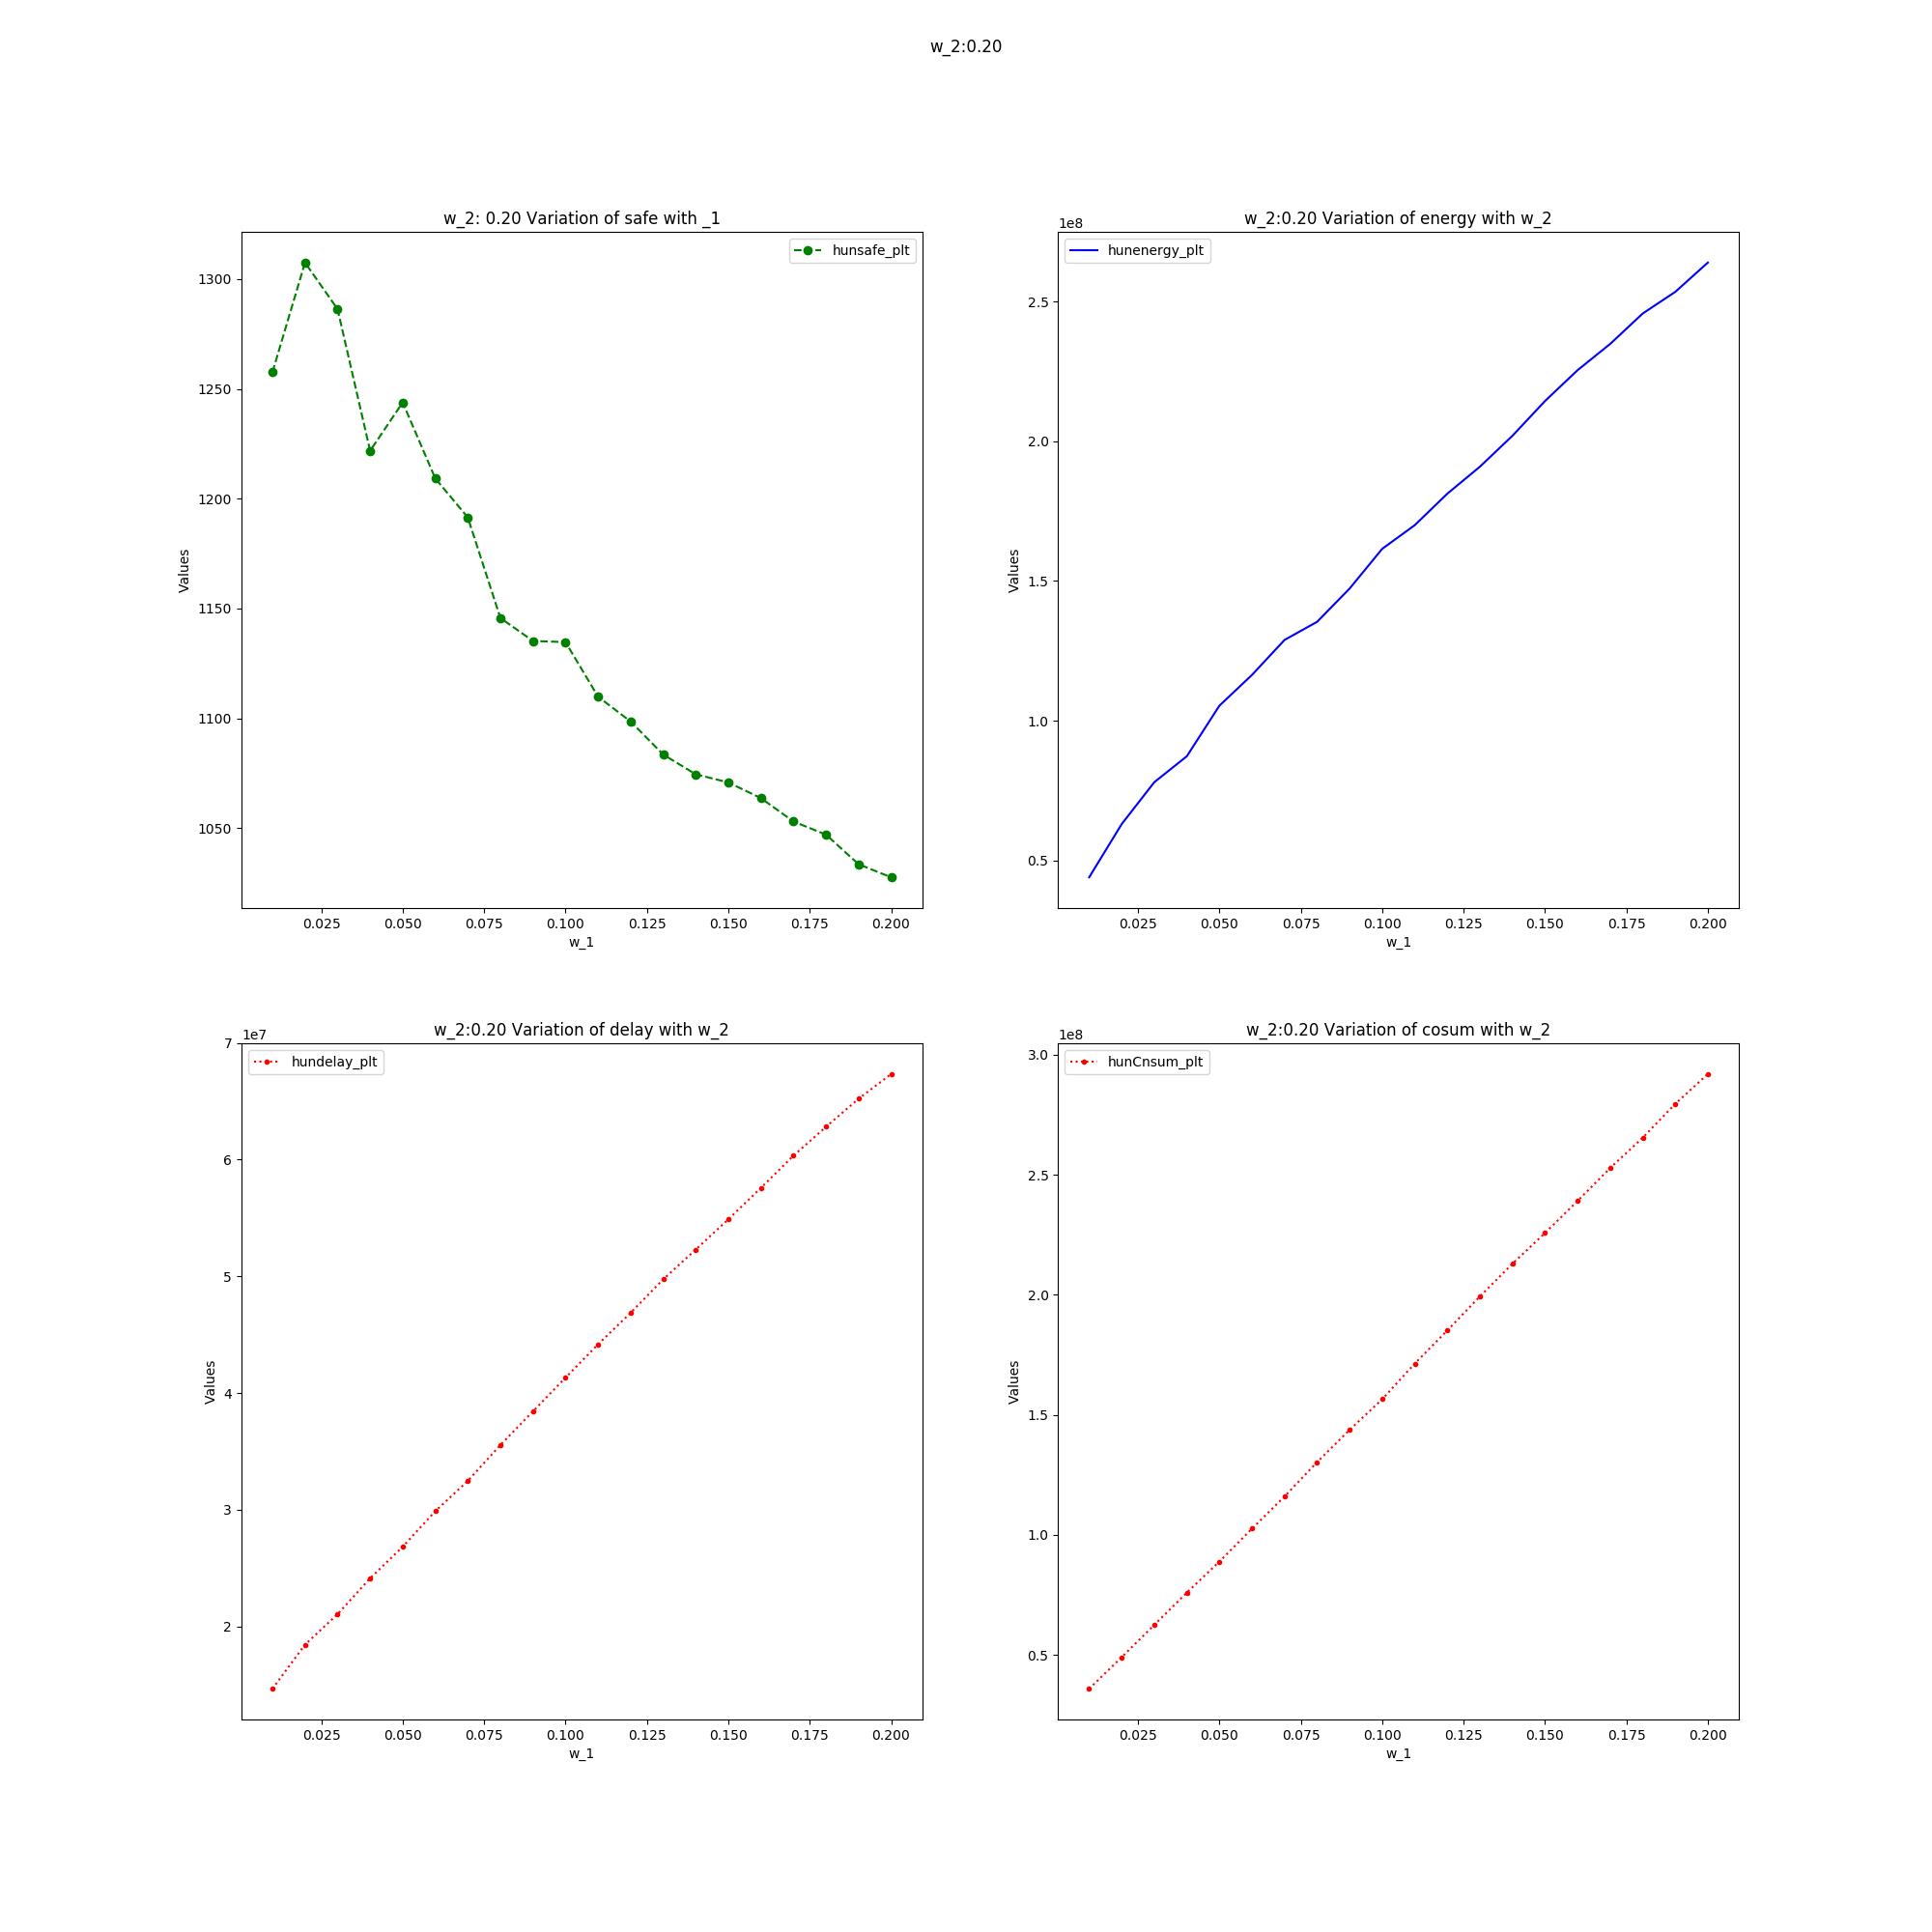 w_2:0.20
w_2: 0.20 Variation of safe with _1
hunsafe_plt
Values
1300
1250
1200
1150
1100
1050
0.025 0.050 0.075 0.100 0.125 0.150 0.175 0.200
w_1
w_2:0.20 Variation of energy with w_2
1e8
hunenergy_plt
Values
2.5
2.0
1.5
1.0
0.5
0.025 0.050 0.075 0.100 0.125 0.150 0.175 0.200
w_1
w_2:0.20 Variation of delay with w_2
1e7
hundelay_plt
Values
7
6
5
4
3
2
0.025 0.050 0.075 0.100 0.125 0.150 0.175 0.200
w_1
w_2:0.20 Variation of cosum with w_2
1e8
hunCnsum_plt
Values
3.0
2.5
2.0
1.5
1.0
0.5
0.025 0.050 0.075 0.100 0.125 0.150 0.175 0.200
w_1